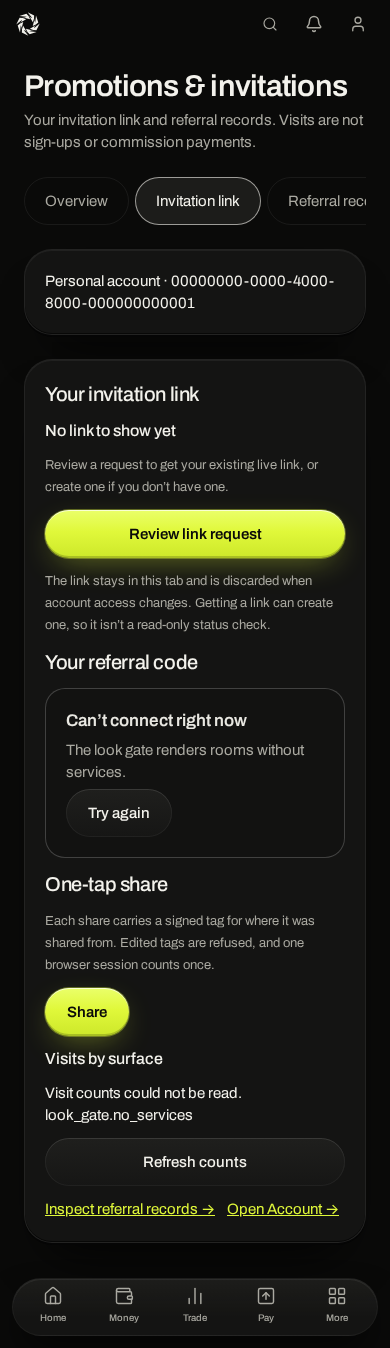 Promotions & invitations
Your invitation link and referral records. Visits are not
sign-ups or commission payments.
Overview
Invitation link
Referral rec
Personal account · 00000000-0000-4000-
8000-000000000001
Your invitation link
No link to show yet
Review a request to get your existing live link, or
create one if you don’t have one.
Review link request
The link stays in this tab and is discarded when
account access changes. Getting a link can create
one, so it isn’t a read-only status check.
Your referral code
Can’t connect right now
The look gate renders rooms without
services.
Try again
One-tap share
Each share carries a signed tag for where it was
shared from. Edited tags are refused, and one
browser session counts once.
Share
Visits by surface
Visit counts could not be read.
look_gate.no_services
Refresh counts
Inspect referral records → Open Account →
Home Money Trade Pay More